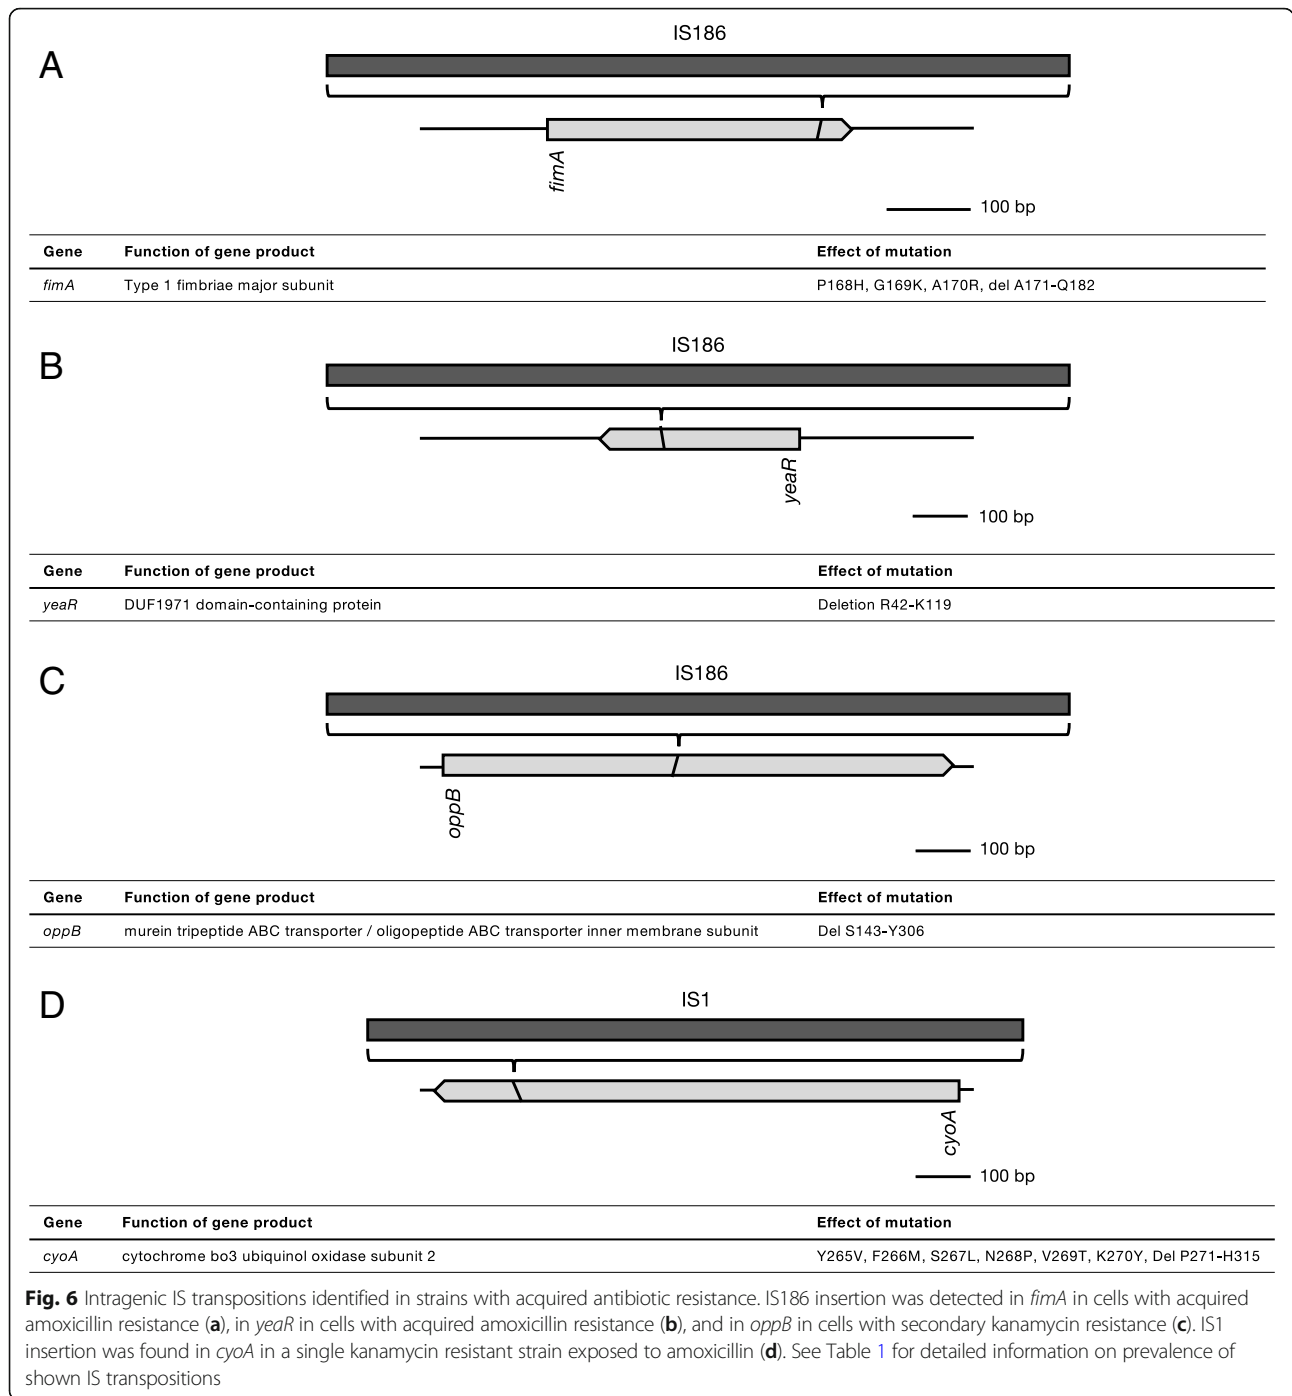 A
IS186
fimA
100 bp
Gene Function of gene product Effect of mutation
fimA Type 1 fimbriae major subunit P168H, G169K, A170R, del A171-Q182
B
IS186
yeaR
100 bp
Gene Function of gene product Effect of mutation
yeaR DUF1971 domain-containing protein Deletion R42-K119
C
IS186
oppB
100 bp
Gene Function of gene product Effect of mutation
oppB murein tripeptide ABC transporter / oligopeptide ABC transporter inner membrane subunit Del S143-Y306
D
IS1
cyoA
100 bp
Gene Function of gene product Effect of mutation
cyoA cytochrome bo3 ubiquinol oxidase subunit 2 Y265V, F266M, S267L, N268P, V269T, K270Y, Del P271-H315
Fig. 6 Intragenic IS transpositions identified in strains with acquired antibiotic resistance. IS186 insertion was detected in fimA in cells with acquired
amoxicillin resistance (a), in yeaR in cells with acquired amoxicillin resistance (b), and in oppB in cells with secondary kanamycin resistance (c). IS1
insertion was found in cyoA in a single kanamycin resistant strain exposed to amoxicillin (d). See Table 1 for detailed information on prevalence of
shown IS transpositions